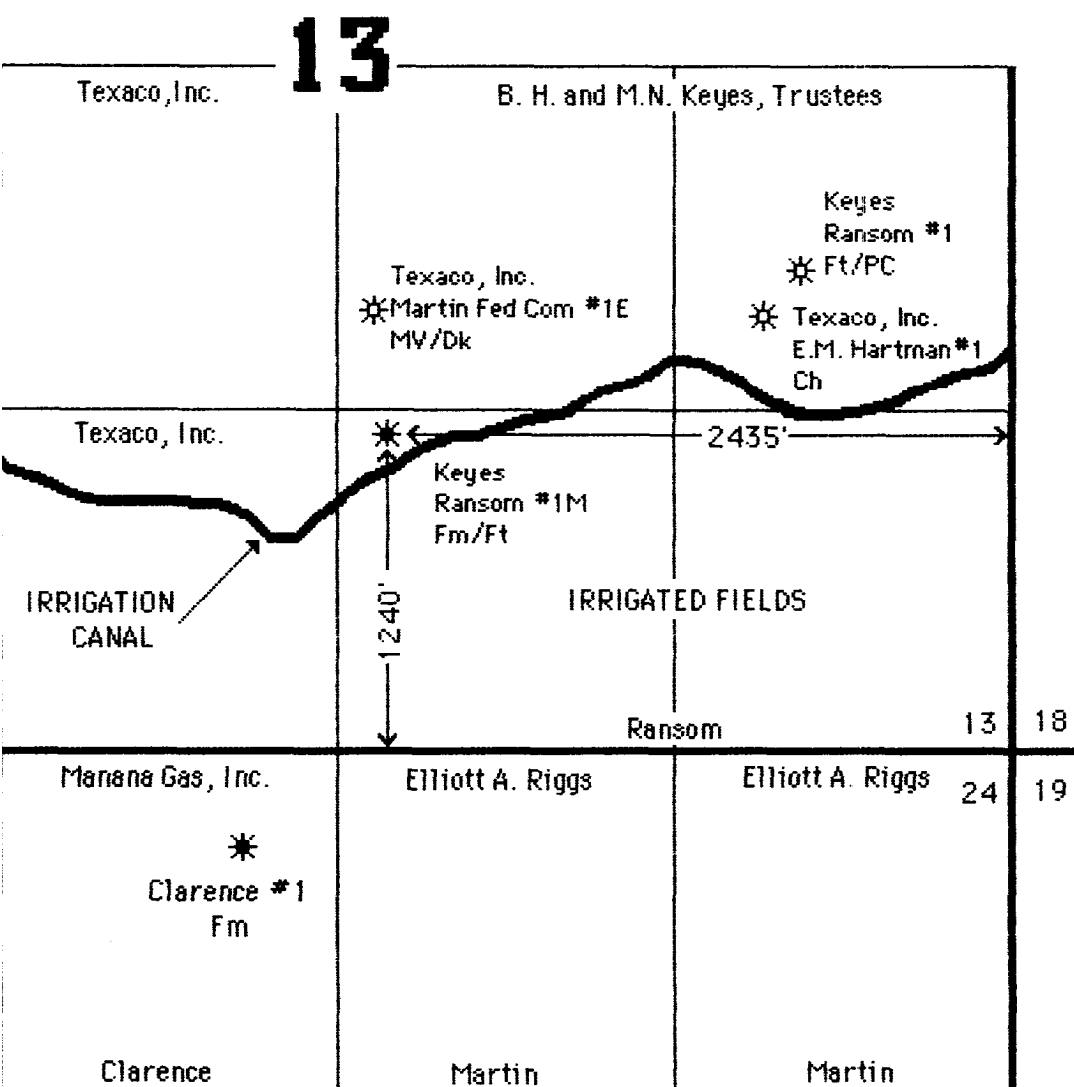 13
Texaco, Inc.
B. H. and M.N. Keyes, Trustees
Keyes
Ransom #1
Ft/PC
Texaco, Inc.
Martin Fed Com #1E
MV/Dk
Texaco, Inc.
E.M. Hartman #1
Ch
Texaco, Inc.
2435'
Keyes
Ransom #1M
Fm/Ft
1240'
IRRIGATION
CANAL
IRRIGATED FIELDS
Ransom
13 18
Manana Gas, Inc.
Elliott A. Riggs
Elliott A. Riggs
24 19
Clarence #1
Fm
Clarence
Martin
Martin